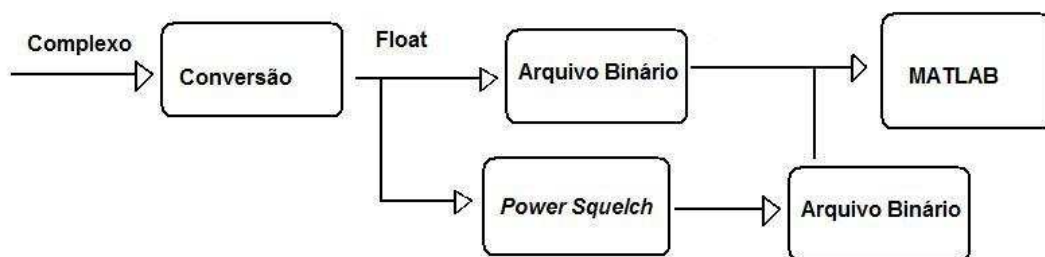 Complexo
Conversão
Float
Arquivo Binário
MATLAB
Power Squelch
Arquivo Binário